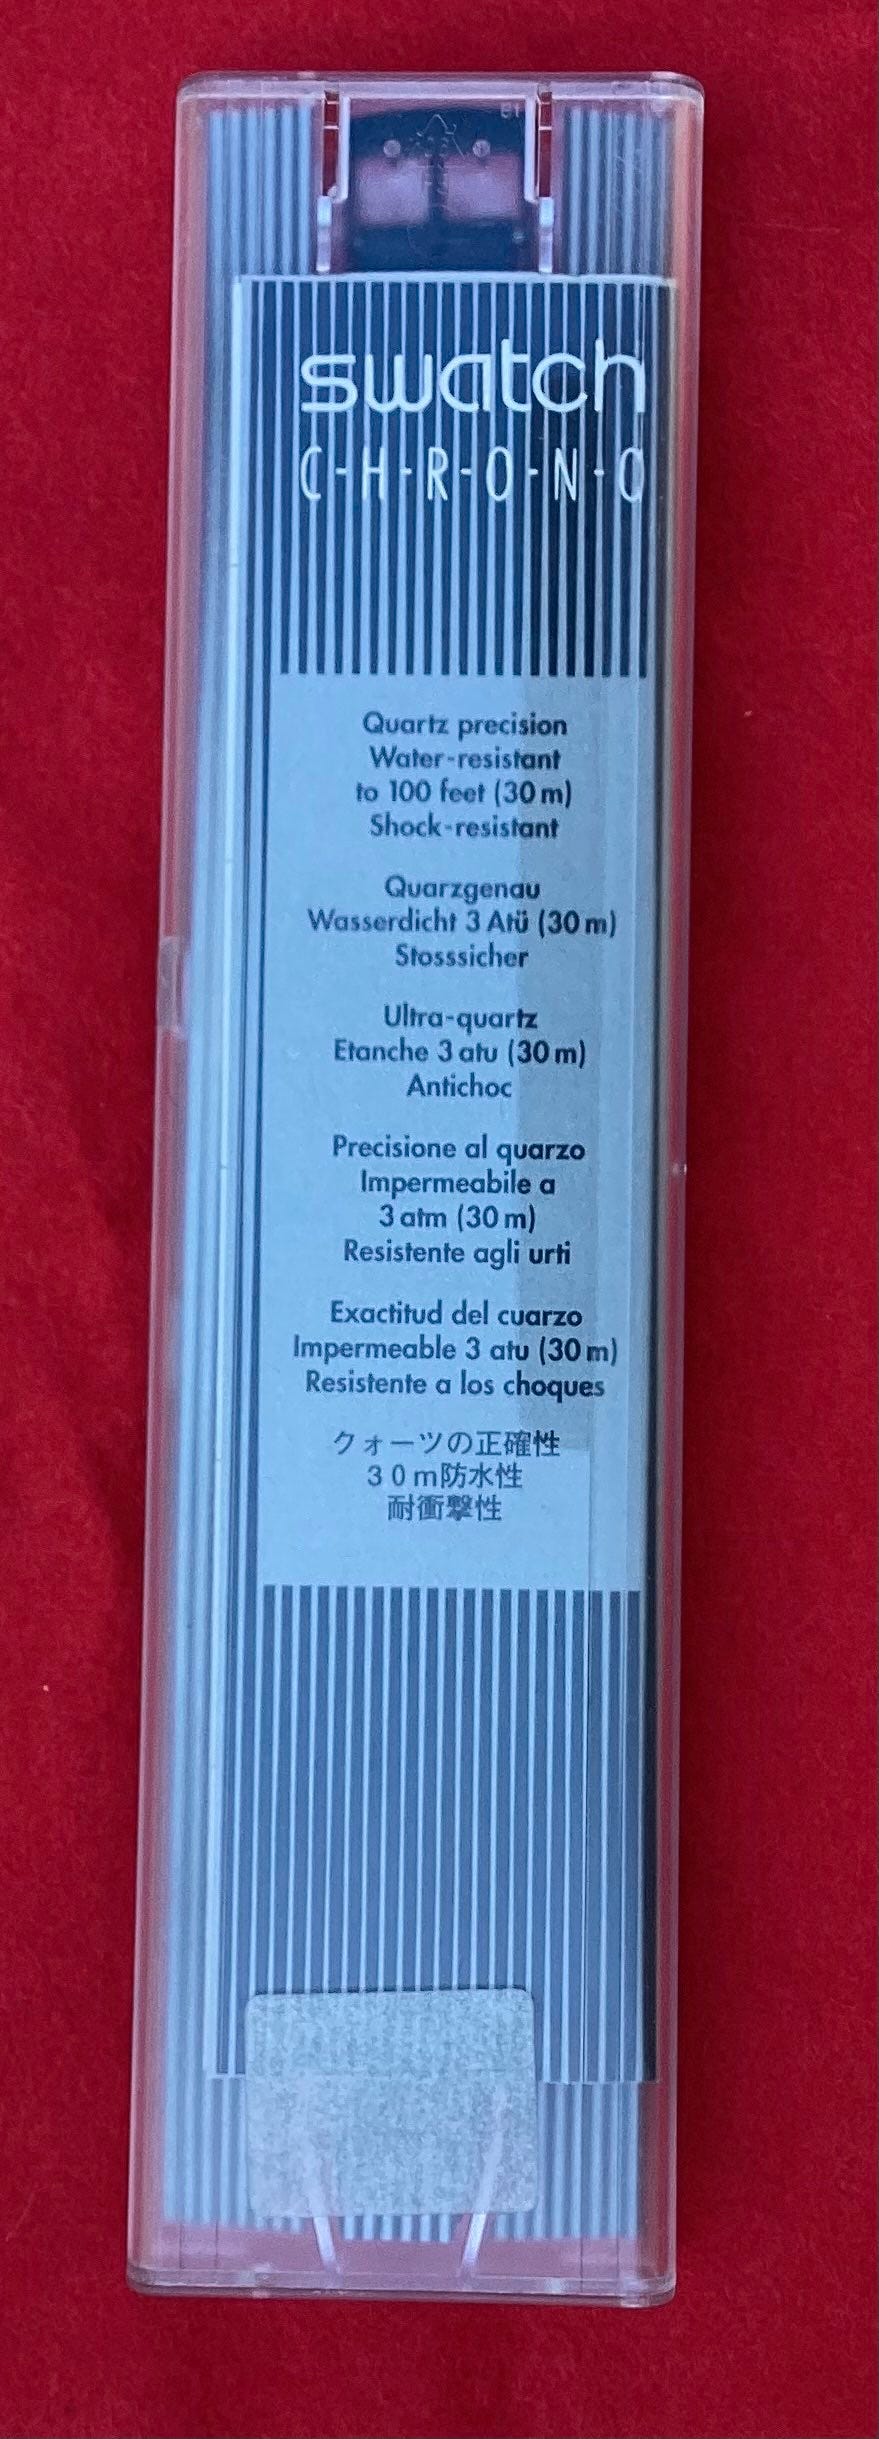 swatch
C-H-R-O-N-O
Quartz precision
Water-resistant
to 100 feet (30 m)
Shock-resistant
Quarzgenau
Wasserdicht 3 Atü (30 m)
Stosssicher
Ultra-quartz
Etanche 3 atu (30 m)
Antichoc
Precisione al quarzo
Impermeabile a
3 atm (30 m)
Resistente agli urti
Exactitud del cuarzo
Impermeable 3 atu (30 m)
Resistente a los choques
クォーツの正確性
30m防水性
耐衝撃性